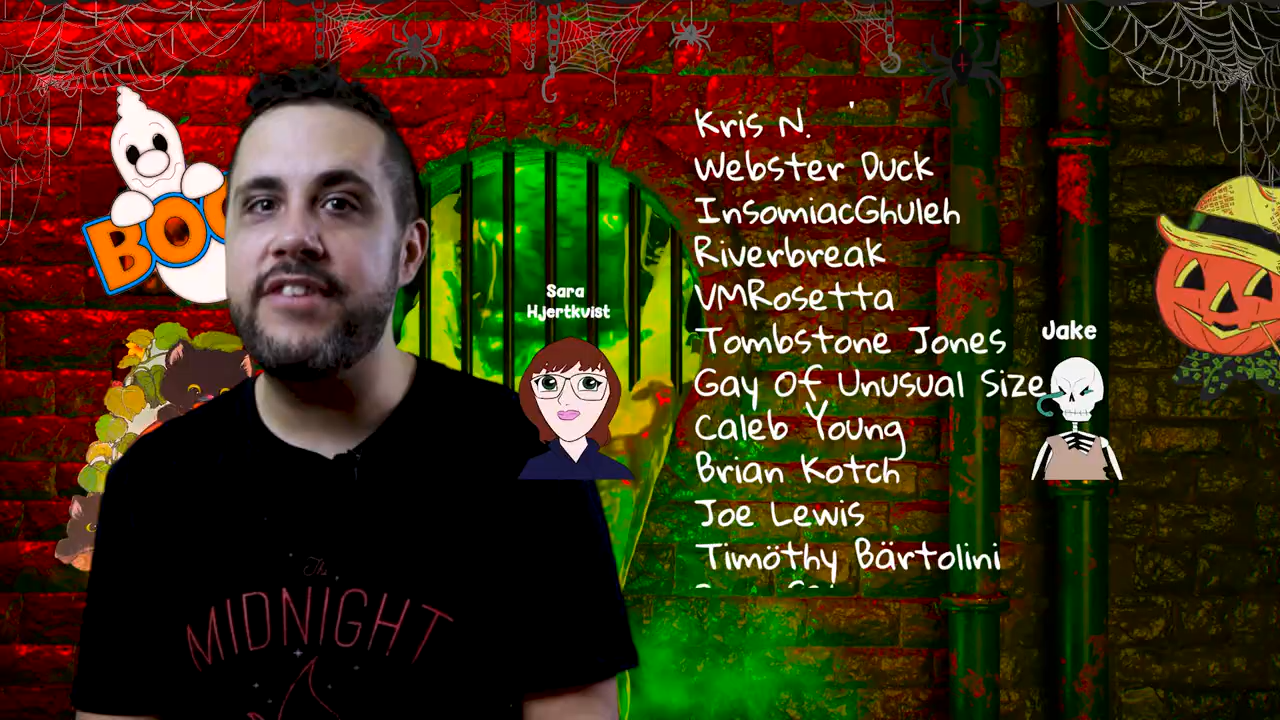 BOO
Kris N.
Webster Duck
InsomiacGhuleh
Riverbreak
VMRosetta
Tombstone Jones
Gay Of Unusual Size
Caleb Young
Brian Kotch
Joe Lewis
Timöthy Bärtolini
Sara
Hjertkvist
Jake
The
MIDNIGHT